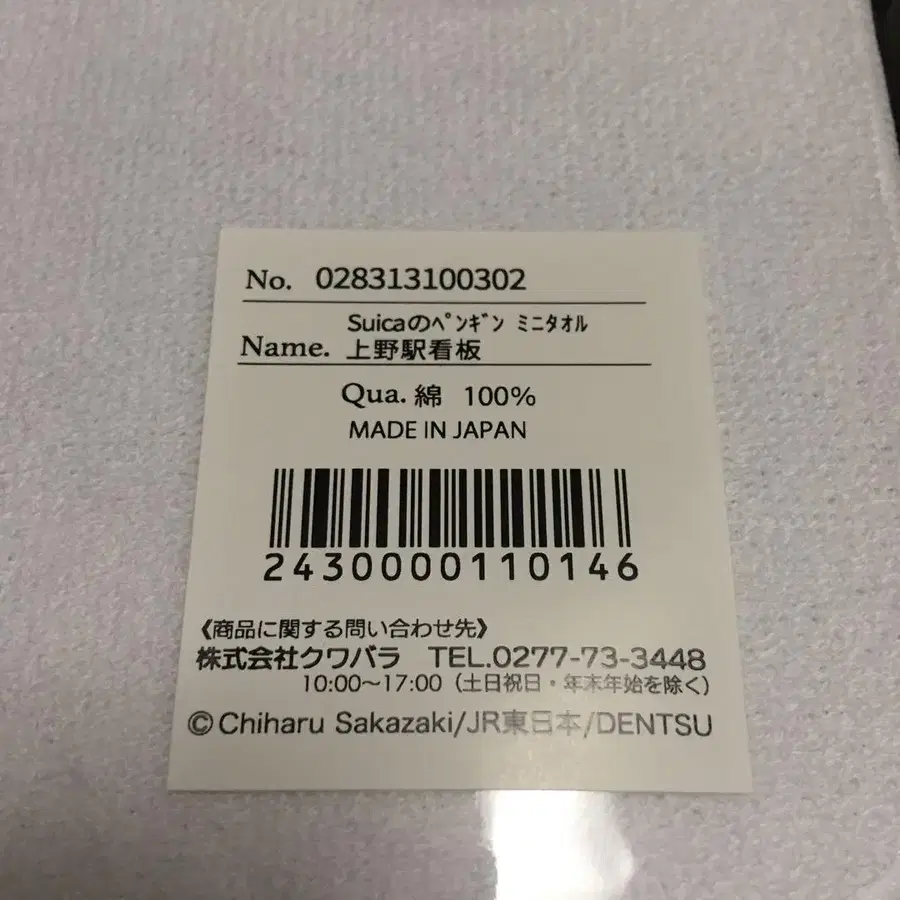 No. 028313100302
Suicaのﾍﾟﾝｷﾞﾝ ﾐﾆﾀｵﾙ
Name. 上野駅看板
Qua. 綿 100%
MADE IN JAPAN
2430000110146
《商品に関する問い合わせ先》
株式会社クワバラ TEL.0277-73-3448
10:00～17:00（土日祝日・年末年始を除く）
©Chiharu Sakazaki/JR東日本/DENTSU